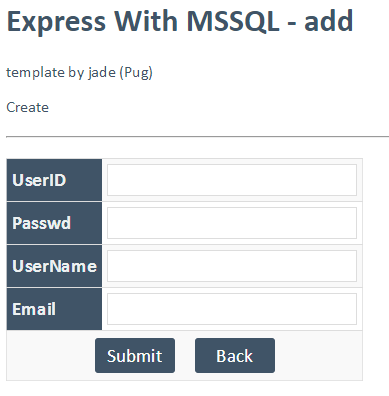 Express With MSSQL - add
template by jade (Pug)
Create
UserID
Passwd
UserName
Email
Submit Back